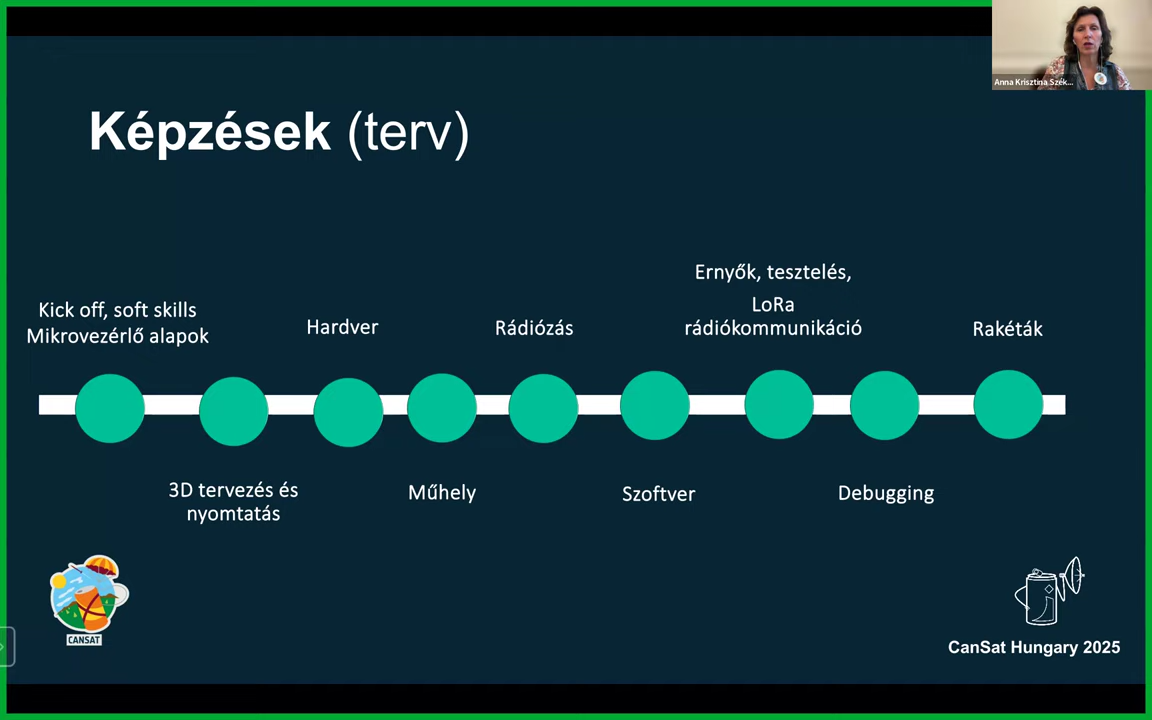 Anna Krisztina Szék...
Képzések (terv)
Ernyők, tesztelés,
LoRa
rádiókommunikáció
Kick off, soft skills
Mikrovezérlő alapok
Hardver
Rádiózás
Rakéták
3D tervezés és
nyomtatás
Műhely
Szoftver
Debugging
CANSAT
CanSat Hungary 2025